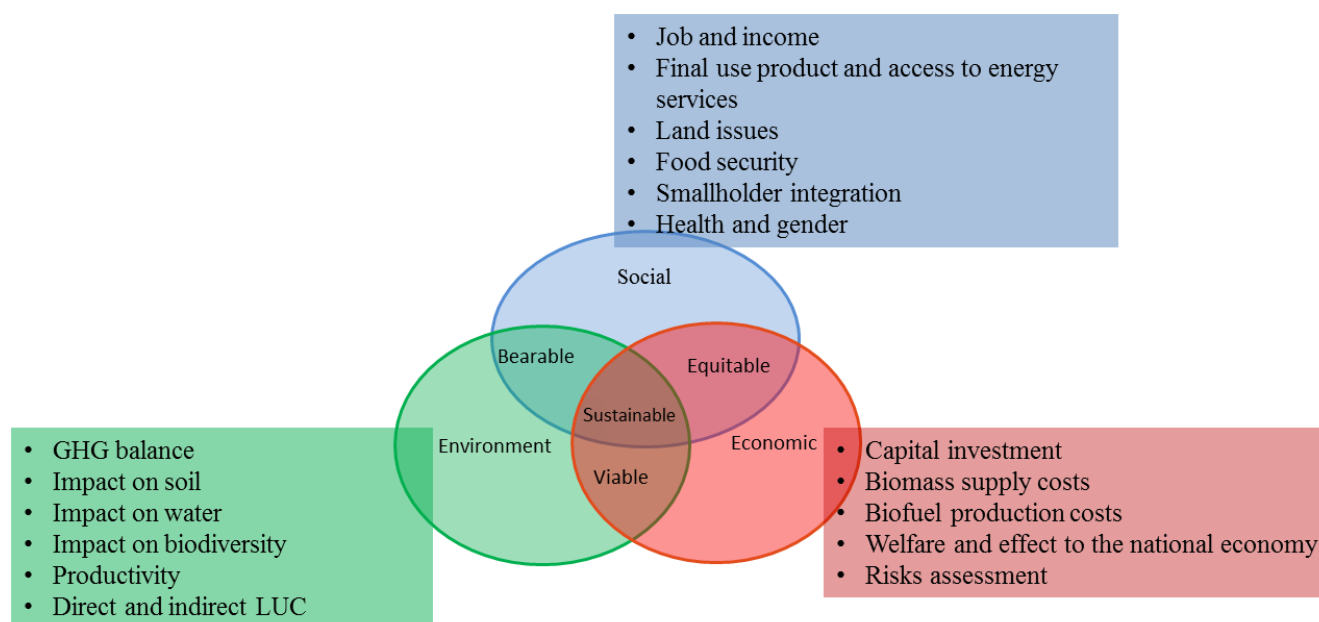 • Job and income
• Final use product and access to energy
services
• Land issues
• Food security
• Smallholder integration
• Health and gender
Social
Bearable
Equitable
Sustainable
Environment
Economic
Viable
• GHG balance
• Impact on soil
• Impact on water
• Impact on biodiversity
• Productivity
• Direct and indirect LUC
• Capital investment
• Biomass supply costs
• Biofuel production costs
• Welfare and effect to the national economy
• Risks assessment